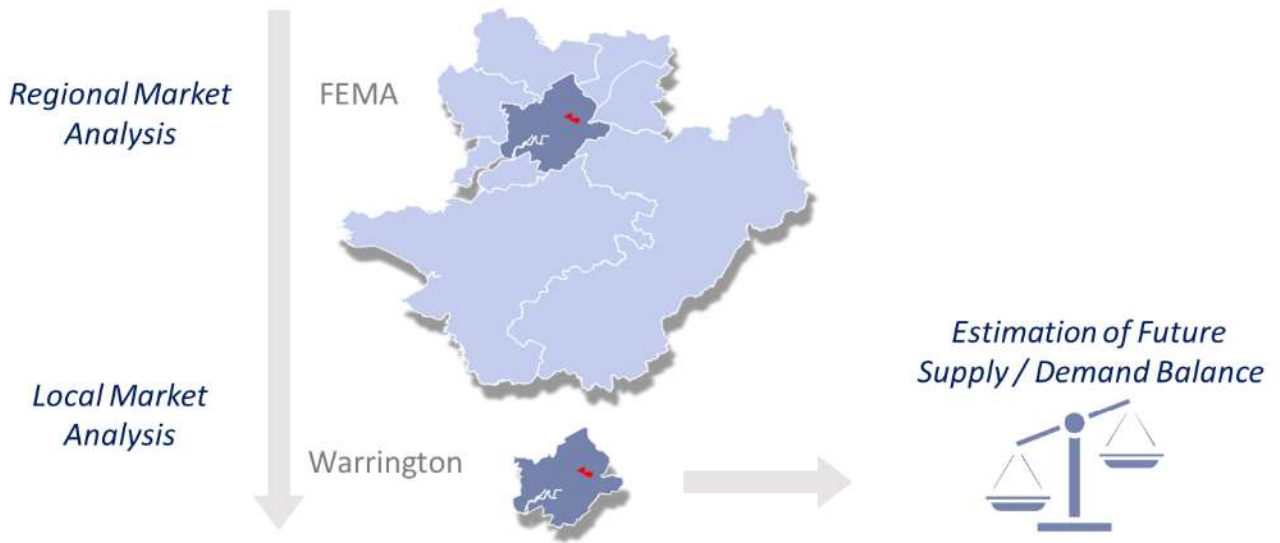 Regional Market
Analysis
FEMA
Local Market
Analysis
Warrington
Estimation of Future
Supply / Demand Balance